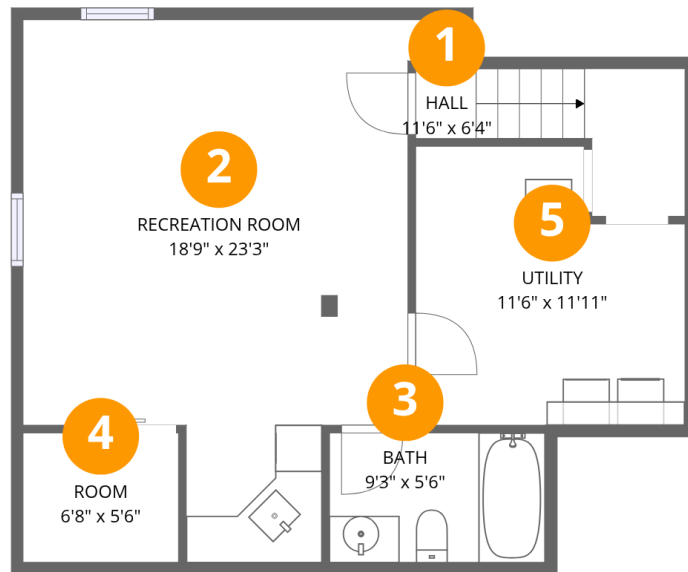 1
HALL
11'6" x 6'4"
2
RECREATION ROOM
18'9" x 23'3"
5
UTILITY
11'6" x 11'11"
3
BATH
9'3" x 5'6"
4
ROOM
6'8" x 5'6"